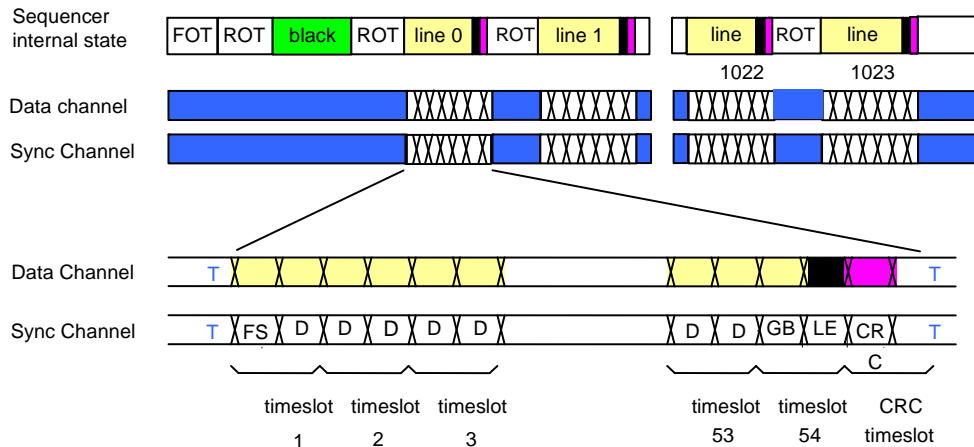 Sequencer internal state
FOT ROT black ROT line 0 ROT line 1 line 1022 ROT line 1023
Data channel
Sync Channel
Data Channel T T
Sync Channel T FS D D D D D D D GB LE CRC T
timeslot 1 timeslot 2 timeslot 3 timeslot 53 timeslot 54 CRC timeslot